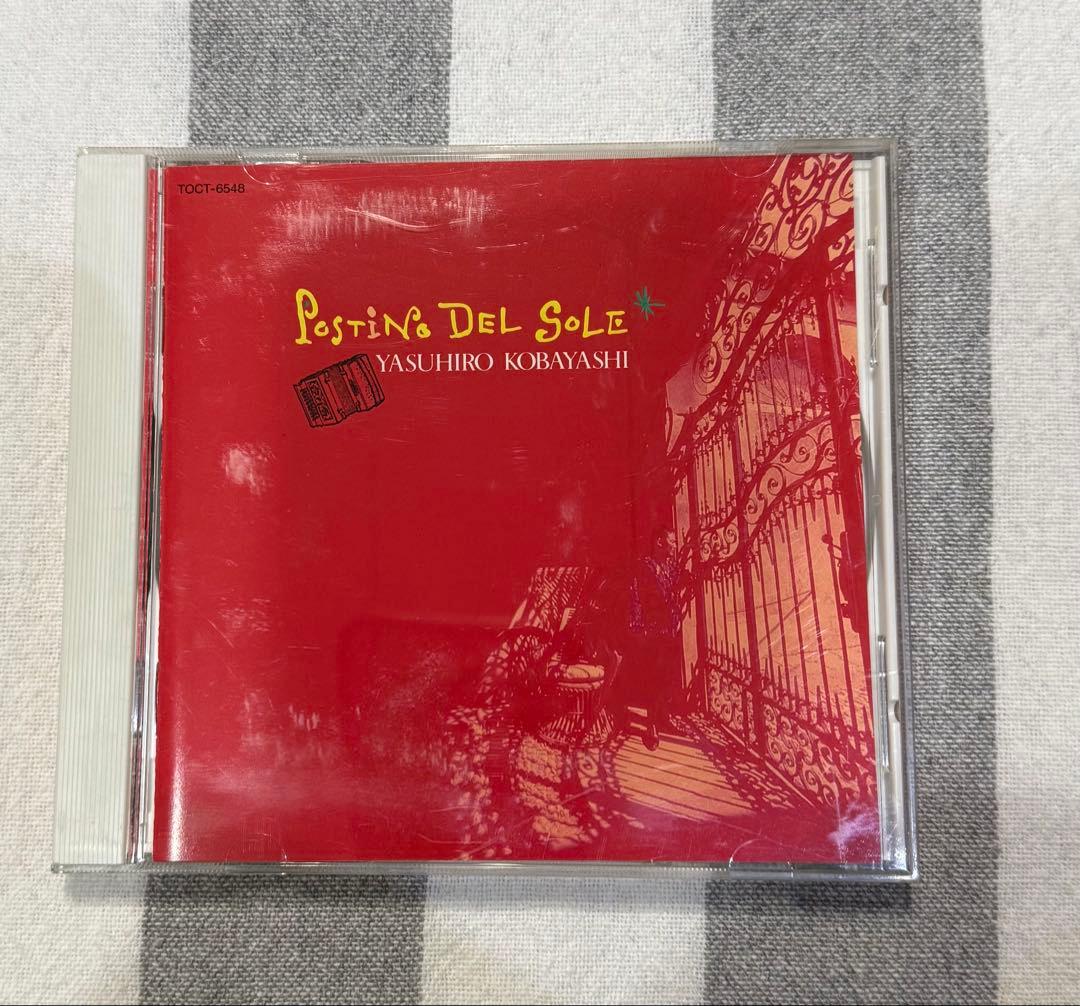 TOCT-6548
POSTiNo DEL SOLE
YASUHIRO KOBAYASHI